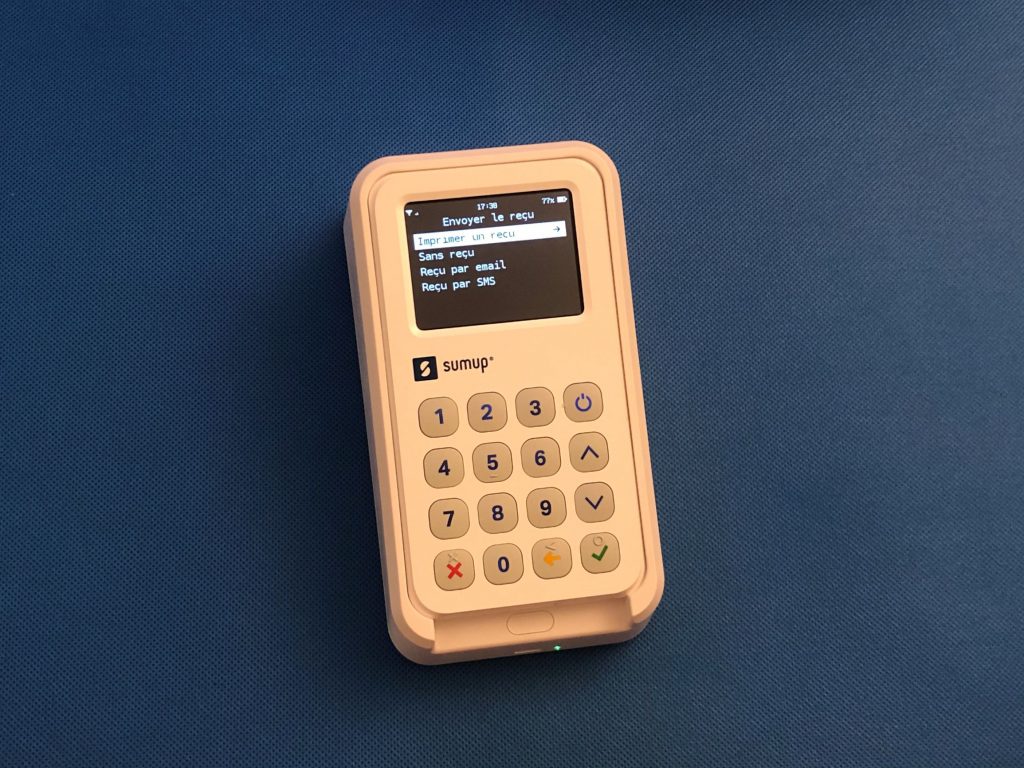 17:38 77%
Envoyer le reçu
Imprimer un reçu →
Sans reçu
Reçu par email
Reçu par SMS
sumup®
1 2 3
4 5 6
7 8 9
0